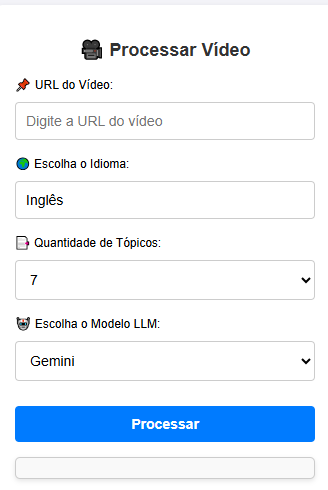 🎥 Processar Vídeo
📌 URL do Vídeo:
Digite a URL do vídeo
🌍 Escolha o Idioma:
Inglês
📑 Quantidade de Tópicos:
7
🤖 Escolha o Modelo LLM:
Gemini
Processar